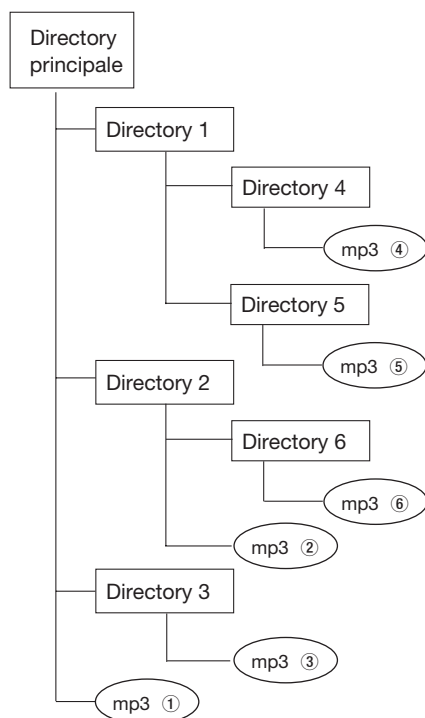 Directory
principale
Directory 1
Directory 4
mp3 ④
Directory 5
mp3 ⑤
Directory 2
Directory 6
mp3 ⑥
mp3 ②
Directory 3
mp3 ③
mp3 ①